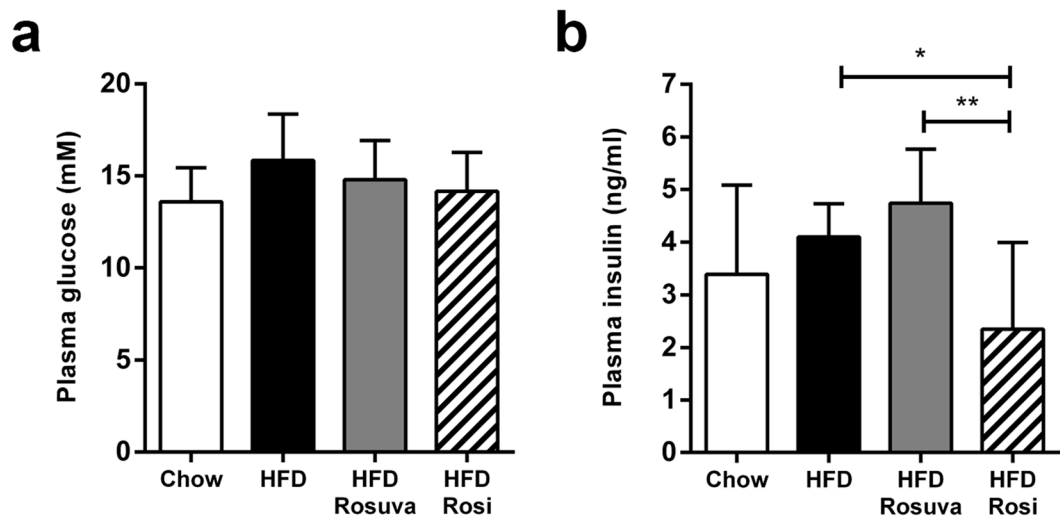 a
Plasma glucose (mM)
20
15
10
5
0
Chow
HFD
HFD
Rosuva
HFD
Rosi
b
Plasma insulin (ng/ml)
7
6
5
4
3
2
1
0
*
**
Chow
HFD
HFD
Rosuva
HFD
Rosi